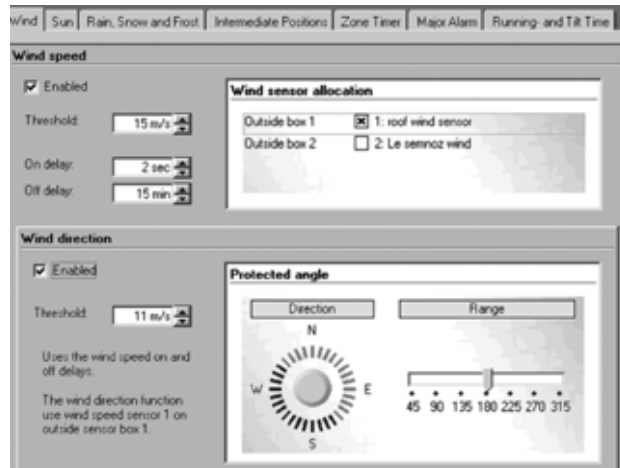 Wind Sun Rain, Snow and Frost Intermediate Positions Zone Timer Major Alarm Running- and Tilt Time
Wind speed
Enabled
Threshold: 15 m/s
On delay: 2 sec
Off delay: 15 min
Wind sensor allocation
Outside box 1 1: roof wind sensor
Outside box 2 2: Le semnoz wind
Wind direction
Enabled
Threshold: 11 m/s
Uses the wind speed on and
off delays.
The wind direction function
use wind speed sensor 1 on
outside sensor box 1.
Protected angle
Direction Range
N
W E
S
45 90 135 180 225 270 315